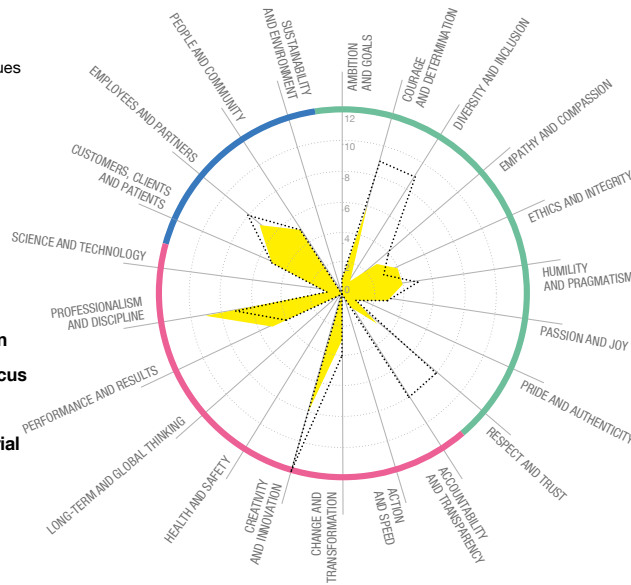 ues
n
cus
rial
AMBITION
AND GOALS
COURAGE
AND DETERMINATION
DIVERSITY AND INCLUSION
EMPATHY AND COMPASSION
ETHICS AND INTEGRITY
HUMILITY
AND PRAGMATISM
PASSION AND JOY
PRIDE AND AUTHENTICITY
RESPECT AND TRUST
ACCOUNTABILITY
AND TRANSPARENCY
ACTION
AND SPEED
CHANGE AND
TRANSFORMATION
CREATIVITY
AND INNOVATION
HEALTH AND SAFETY
LONG-TERM AND GLOBAL THINKING
PERFORMANCE AND RESULTS
PROFESSIONALISM
AND DISCIPLINE
SCIENCE AND TECHNOLOGY
CUSTOMERS, CLIENTS
AND PATIENTS
EMPLOYEES AND PARTNERS
PEOPLE AND COMMUNITY
SUSTAINABILITY
AND ENVIRONMENT
12
10
8
6
4